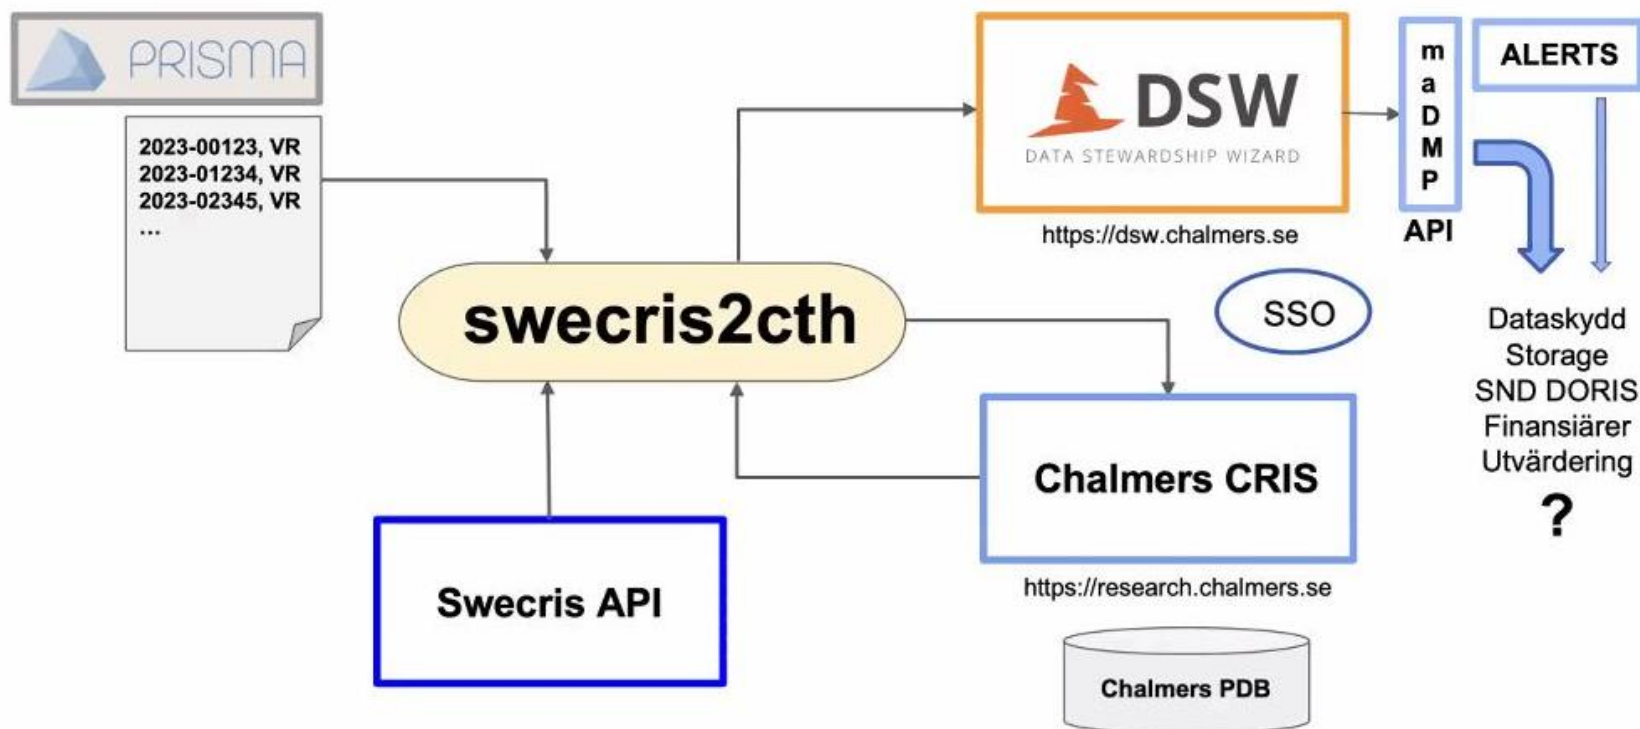 PRISMA
2023-00123, VR
2023-01234, VR
2023-02345, VR
...
DSW
DATA STEWARDSHIP WIZARD
https://dsw.chalmers.se
maDMP
API
ALERTS
swecris2cth
SSO
Dataskydd
Storage
SND DORIS
Finansiärer
Utvärdering
?
Chalmers CRIS
https://research.chalmers.se
Swecris API
Chalmers PDB